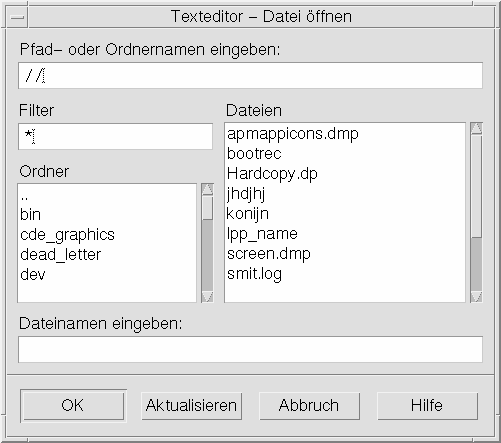 Texteditor – Datei öffnen
Pfad– oder Ordnernamen eingeben:
//
Filter
*
Ordner
..
bin
cde_graphics
dead_letter
dev
Dateien
apmappicons.dmp
bootrec
Hardcopy.dp
jhdjhj
konijn
lpp_name
screen.dmp
smit.log
Dateinamen eingeben:
OK
Aktualisieren
Abbruch
Hilfe